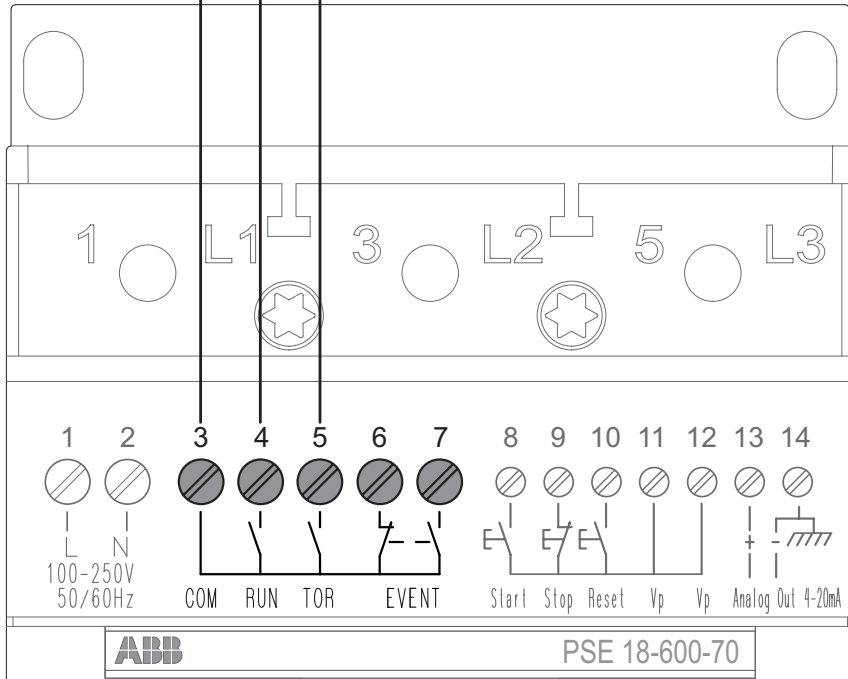 1 L1 3 L2 5 L3
1 2 3 4 5 6 7 8 9 10 11 12 13 14
L N + -
100-250V
50/60Hz COM RUN TOR EVENT Start Stop Reset Vp Vp Analog Out 4-20mA
ABB PSE 18-600-70